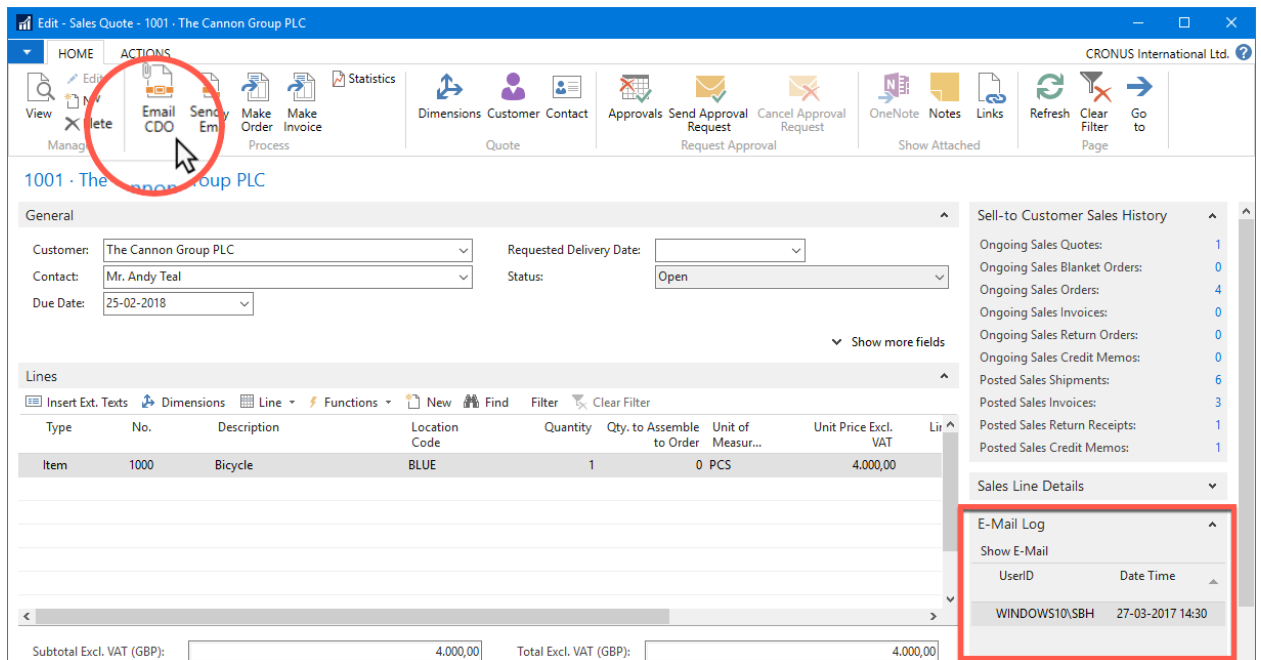 Edit - Sales Quote - 1001 · The Cannon Group PLC
HOME ACTIONS
CRONUS International Ltd.
View
New
Email CDO
Make Order
Make Invoice
Statistics
Dimensions
Customer
Contact
Approvals
Send Approval Request
Cancel Approval Request
OneNote
Notes
Links
Refresh
Clear Filter
Go to
Process
Quote
Request Approval
Show Attached
Page
1001 · The Cannon Group PLC
General
Customer: The Cannon Group PLC
Requested Delivery Date:
Contact: Mr. Andy Teal
Status: Open
Due Date: 25-02-2018
Show more fields
Lines
Insert Ext. Texts Dimensions Line Functions New Find Filter Clear Filter
Type No. Description Location Code Quantity Qty. to Assemble to Order Unit of Measur... Unit Price Excl. VAT
Item 1000 Bicycle BLUE 1 0 PCS 4.000,00
Subtotal Excl. VAT (GBP): 4.000,00 Total Excl. VAT (GBP): 4.000,00
Sell-to Customer Sales History
Ongoing Sales Quotes: 1
Ongoing Sales Blanket Orders: 0
Ongoing Sales Orders: 4
Ongoing Sales Invoices: 0
Ongoing Sales Return Orders: 0
Ongoing Sales Credit Memos: 0
Posted Sales Shipments: 6
Posted Sales Invoices: 3
Posted Sales Return Receipts: 1
Posted Sales Credit Memos: 1
Sales Line Details
E-Mail Log
Show E-Mail
UserID Date Time
WINDOWS10\SBH 27-03-2017 14:30